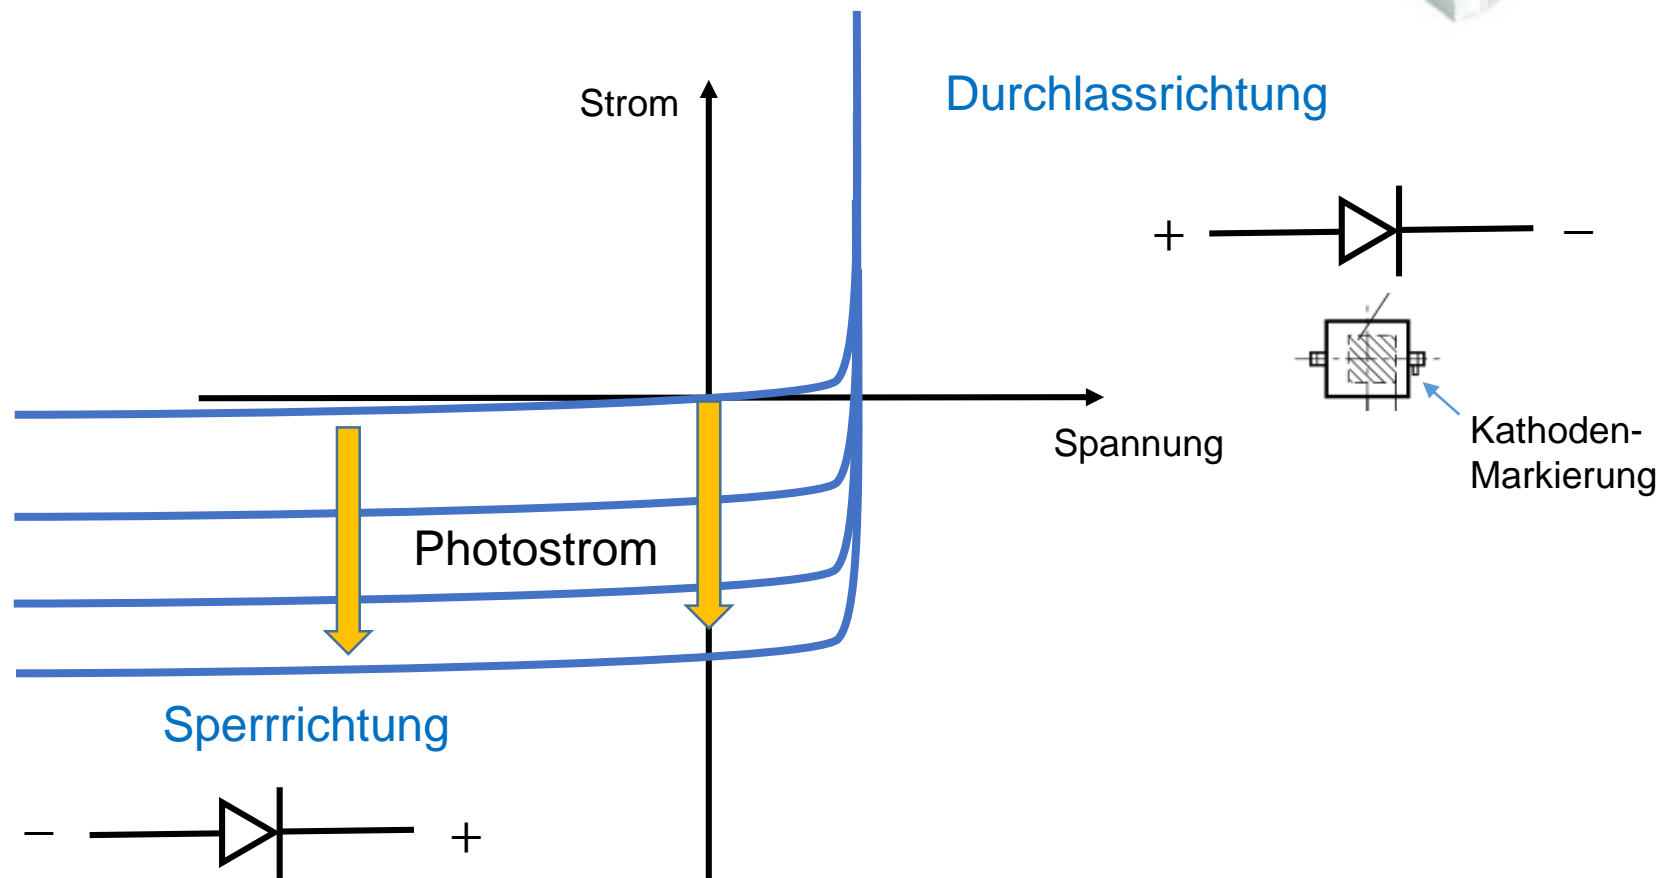 Strom
Durchlassrichtung
+ –
Spannung
Kathoden-
Markierung
Photostrom
Sperrrichtung
– +